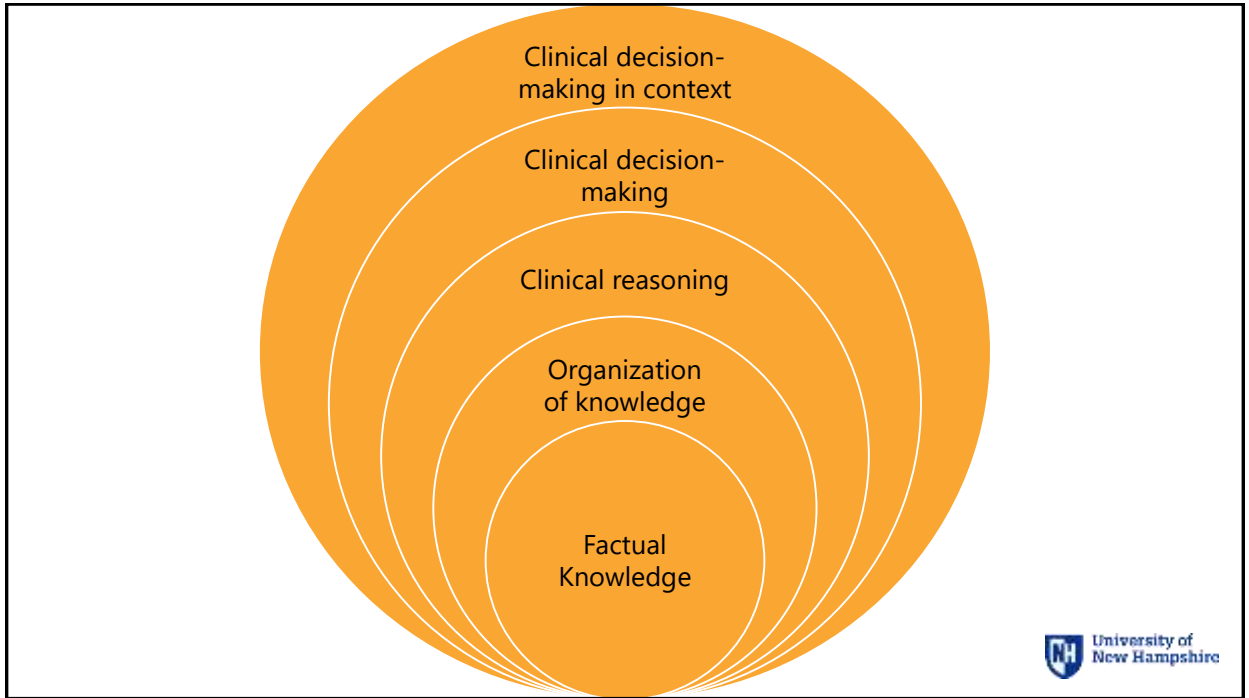 Clinical decision-
making in context
Clinical decision-
making
Clinical reasoning
Organization
of knowledge
Factual
Knowledge
NH
University of
New Hampshire